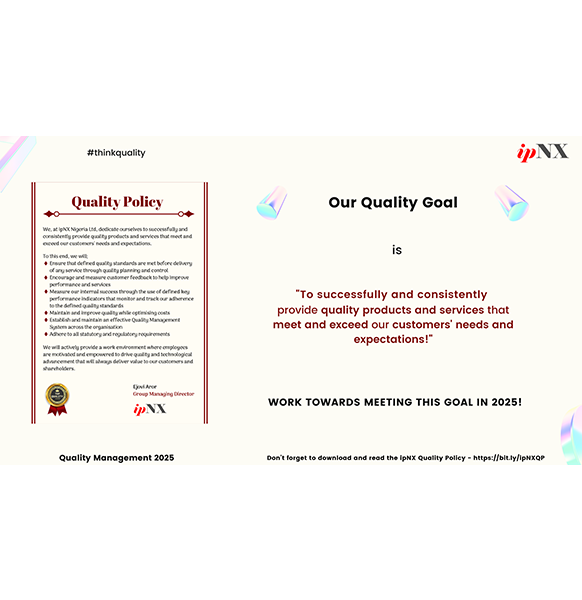 #thinkquality
ipNX
Quality Policy
We, at ipNX Nigeria Ltd, dedicate ourselves to successfully and
consistently provide quality products and services that meet and
exceed our customers' needs and expectations.
To this end, we will;
Ensure that defined quality standards are met before delivery
of any service through quality planning and control
Encourage and measure customer feedback to help improve
performance and services
Measure our internal success through the use of defined key
performance indicators that monitor and track our adherence
to the defined quality standards
Maintain and improve quality while optimising costs
Establish and maintain an effective Quality Management
System across the organisation
Adhere to all statutory and regulatory requirements
We will actively provide a work environment where employees
are motivated and empowered to drive quality and technological
advancement that will always deliver value to our customers and
shareholders.
Ejovi Aror
Group Managing Director
ipNX
Quality Management 2025
Our Quality Goal
is
"To successfully and consistently
provide quality products and services that
meet and exceed our customers' needs and
expectations!"
WORK TOWARDS MEETING THIS GOAL IN 2025!
Don't forget to download and read the ipNX Quality Policy - https://bit.ly/ipNXQP